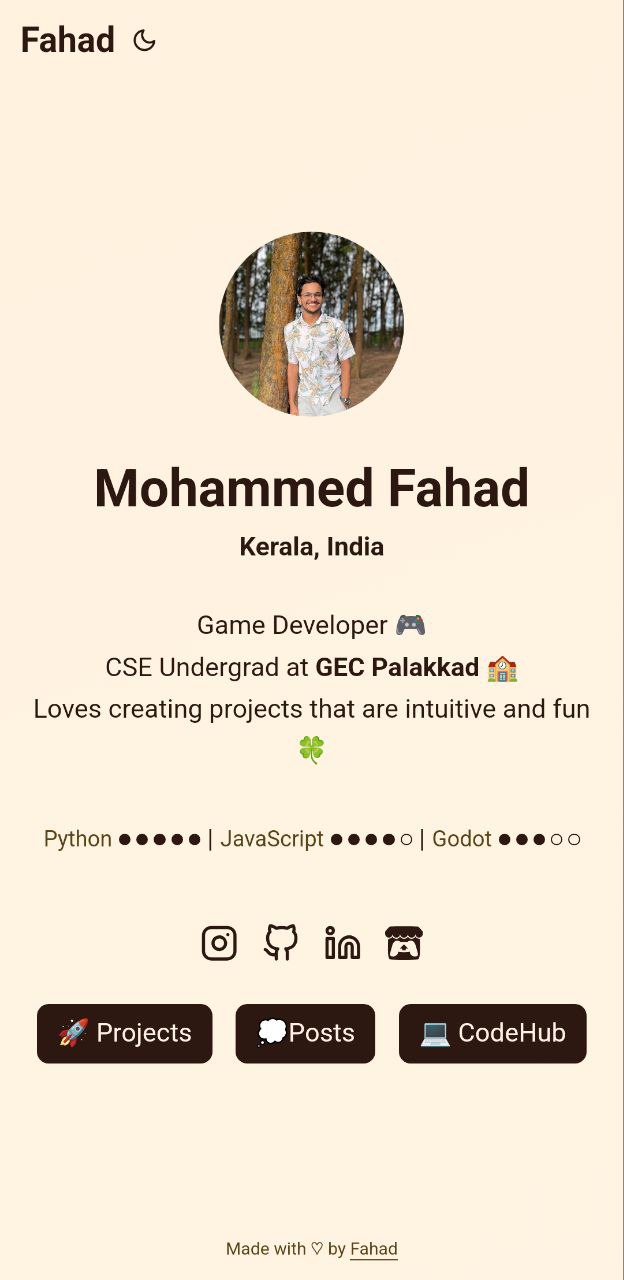 Fahad
Mohammed Fahad
Kerala, India
Game Developer 🎮
CSE Undergrad at GEC Palakkad 🏫
Loves creating projects that are intuitive and fun
🍀
Python ●●●●● | JavaScript ●●●●○ | Godot ●●●○○
🚀 Projects 💭Posts 💻 CodeHub
Made with ♡ by Fahad